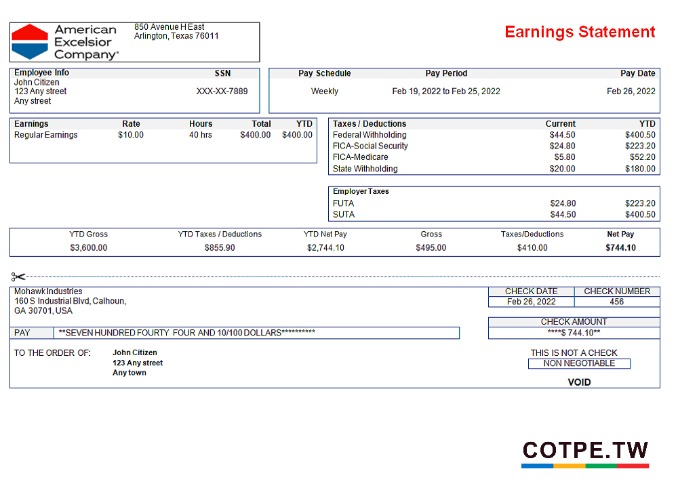 American
Excelsior
Company®
850 Avenue H East
Arlington, Texas 76011
Earnings Statement
Employee Info SSN
John Citizen
123 Any street XXX-XX-7889
Any street
Pay Schedule Pay Period Pay Date
Weekly Feb 19, 2022 to Feb 25, 2022 Feb 26, 2022
Earnings Rate Hours Total YTD
Regular Earnings $10.00 40 hrs $400.00 $400.00
Taxes / Deductions Current YTD
Federal Withholding $44.50 $400.50
FICA-Social Security $24.80 $223.20
FICA-Medicare $5.80 $52.20
State Withholding $20.00 $180.00
Employer Taxes
FUTA $24.80 $223.20
SUTA $44.50 $400.50
YTD Gross YTD Taxes / Deductions YTD Net Pay Gross Taxes/Deductions Net Pay
$3,600.00 $855.90 $2,744.10 $495.00 $410.00 $744.10
Mohawk Industries
160 S Industrial Blvd, Calhoun,
GA 30701, USA
CHECK DATE CHECK NUMBER
Feb 26, 2022 456
CHECK AMOUNT
****$ 744.10**
PAY **SEVEN HUNDRED FOURTY FOUR AND 10/100 DOLLARS**********
TO THE ORDER OF: John Citizen
123 Any street
Any town
THIS IS NOT A CHECK
NON NEGOTIABLE
VOID
COTPE.TW